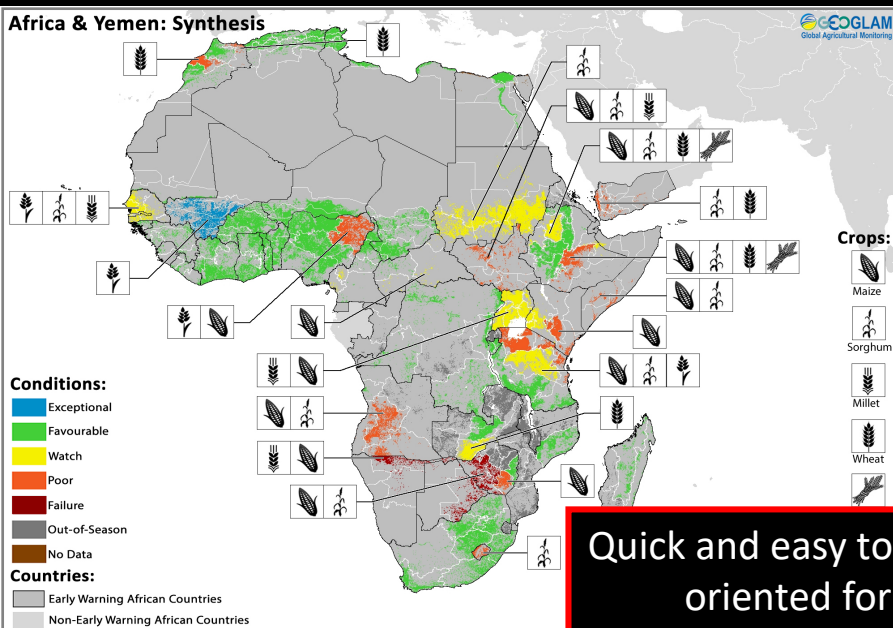 Africa & Yemen: Synthesis
GEOGLAM
Global Agricultural Monitoring
Crops:
Maize
Sorghum
Millet
Wheat
Conditions:
Exceptional
Favourable
Watch
Poor
Failure
Out-of-Season
No Data
Countries:
Early Warning African Countries
Non-Early Warning African Countries
Quick and easy to
oriented for